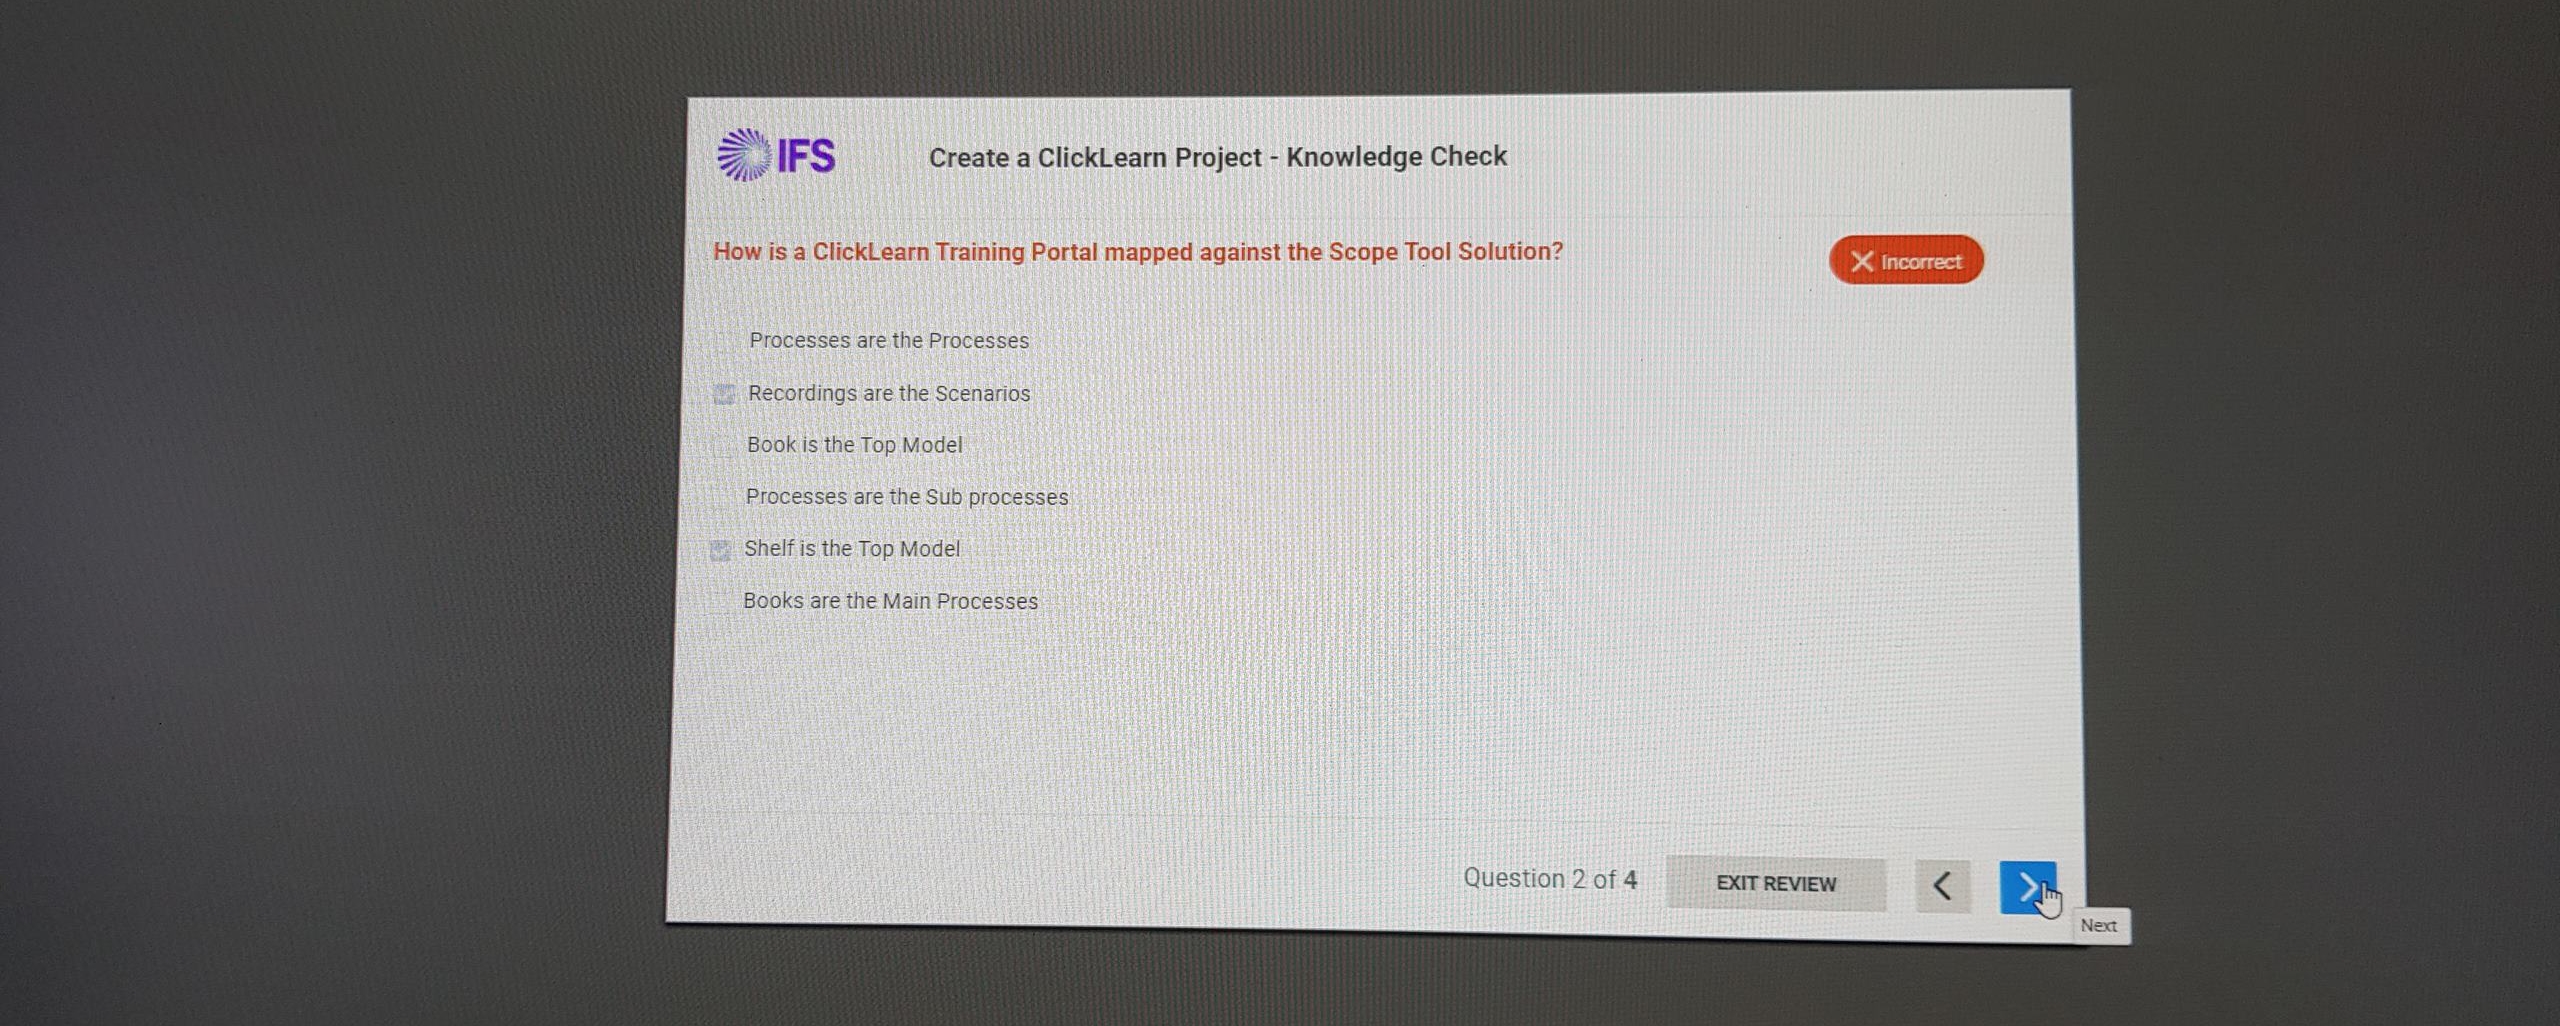 IFS
Create a ClickLearn Project - Knowledge Check
How is a ClickLearn Training Portal mapped against the Scope Tool Solution?
Incorrect
Processes are the Processes
Recordings are the Scenarios
Book is the Top Model
Processes are the Sub processes
Shelf is the Top Model
Books are the Main Processes
Question 2 of 4
EXIT REVIEW
Next